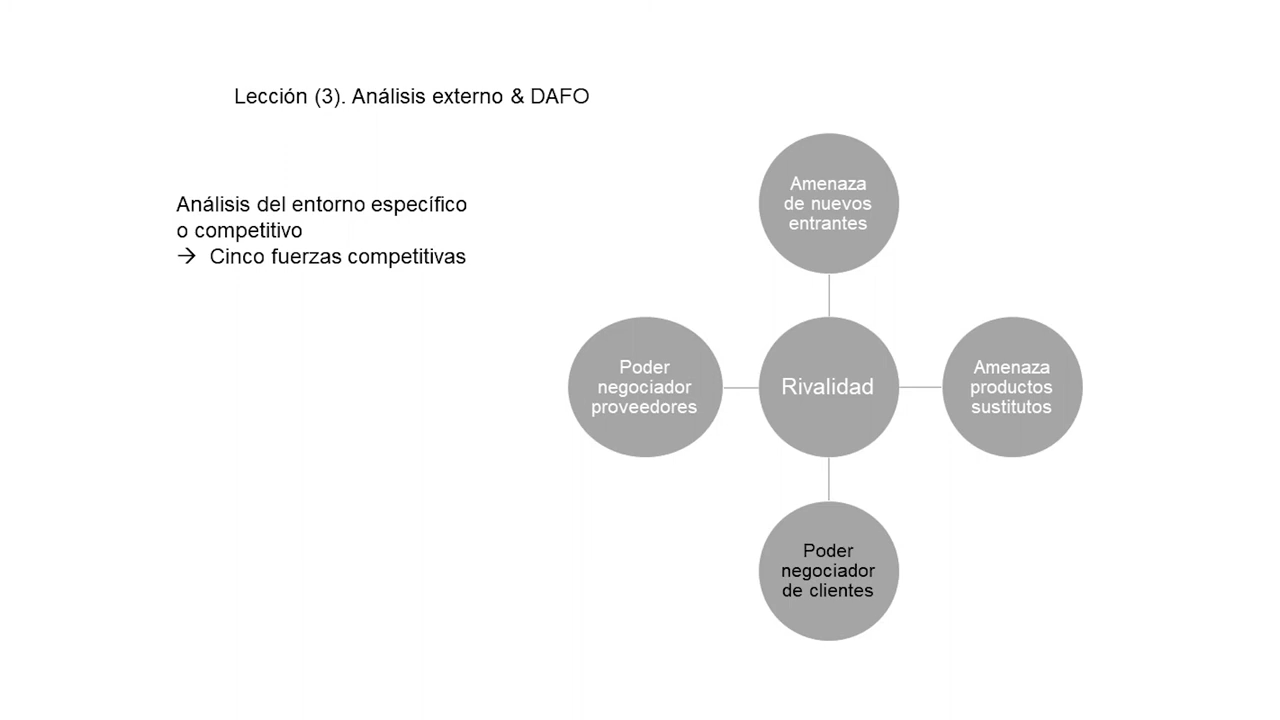 Lección (3). Análisis externo & DAFO
Análisis del entorno específico
o competitivo
→ Cinco fuerzas competitivas
Amenaza
de nuevos
entrantes
Poder
negociador
proveedores
Rivalidad
Amenaza
productos
sustitutos
Poder
negociador
de clientes